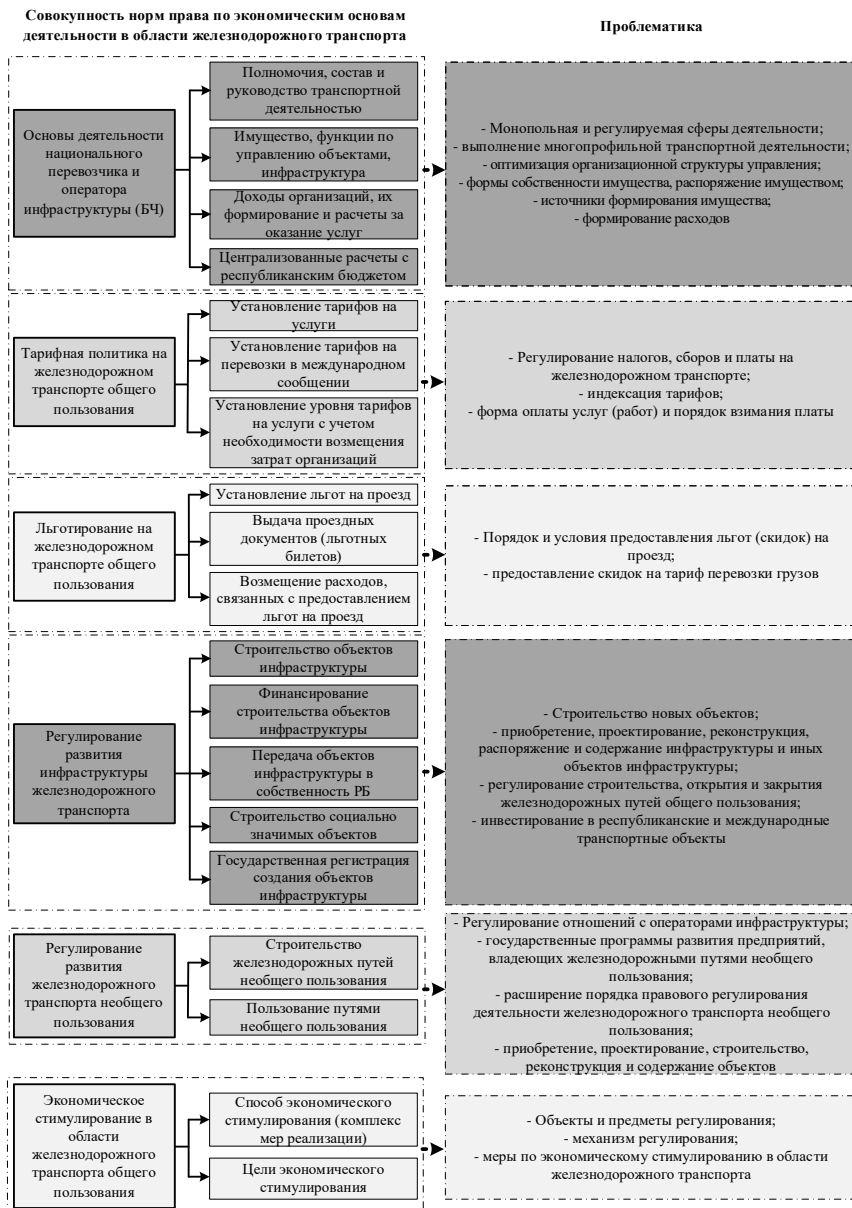 Совокупность норм права по экономическим основам
деятельности в области железнодорожного транспорта
Проблематика
Основы деятельности
национального
перевозчика и
оператора
инфраструктуры (БЧ)
Полномочия, состав и
руководство транспортной
деятельностью
Имущество, функции по
управлению объектами,
инфраструктура
Доходы организаций, их
формирование и расчеты за
оказание услуг
Централизованные расчеты с
республиканским бюджетом
- Монопольная и регулируемая сферы деятельности;
- выполнение многопрофильной транспортной деятельности;
- оптимизация организационной структуры управления;
- формы собственности имущества, распоряжение имуществом;
- источники формирования имущества;
- формирование расходов
Тарифная политика на
железнодорожном
транспорте общего
пользования
Установление тарифов на
услуги
Установление тарифов на
перевозки в международном
сообщении
Установление уровня тарифов
на услуги с учетом
необходимости возмещения
затрат организаций
- Регулирование налогов, сборов и платы на
железнодорожном транспорте;
- индексация тарифов;
- форма оплаты услуг (работ) и порядок взимания платы
Льготирование на
железнодорожном
транспорте общего
пользования
Установление льгот на проезд
Выдача проездных
документов (льготных
билетов)
Возмещение расходов,
связанных с предоставлением
льгот на проезд
- Порядок и условия предоставления льгот (скидок) на
проезд;
- предоставление скидок на тариф перевозки грузов
Регулирование
развития
инфраструктуры
железнодорожного
транспорта
Строительство объектов
инфраструктуры
Финансирование
строительства объектов
инфраструктуры
Передача объектов
инфраструктуры в
собственность РБ
Строительство социально
значимых объектов
Государственная регистрация
создания объектов
инфраструктуры
- Строительство новых объектов;
- приобретение, проектирование, реконструкция,
распоряжение и содержание инфраструктуры и иных
объектов инфраструктуры;
- регулирование строительства, открытия и закрытия
железнодорожных путей общего пользования;
- инвестирование в республиканские и международные
транспортные объекты
Регулирование
развития
железнодорожного
транспорта необщего
пользования
Строительство
железнодорожных путей
необщего пользования
Пользование путями
необщего пользования
- Регулирование отношений с операторами инфраструктуры;
- государственные программы развития предприятий,
владеющих железнодорожными путями необщего
пользования;
- расширение порядка правового регулирования
деятельности железнодорожного транспорта необщего
пользования;
- приобретение, проектирование, строительство,
реконструкция и содержание объектов
Экономическое
стимулирование в
области
железнодорожного
транспорта общего
пользования
Способ экономического
стимулирования (комплекс
мер реализации)
Цели экономического
стимулирования
- Объекты и предметы регулирования;
- механизм регулирования;
- меры по экономическому стимулированию в области
железнодорожного транспорта